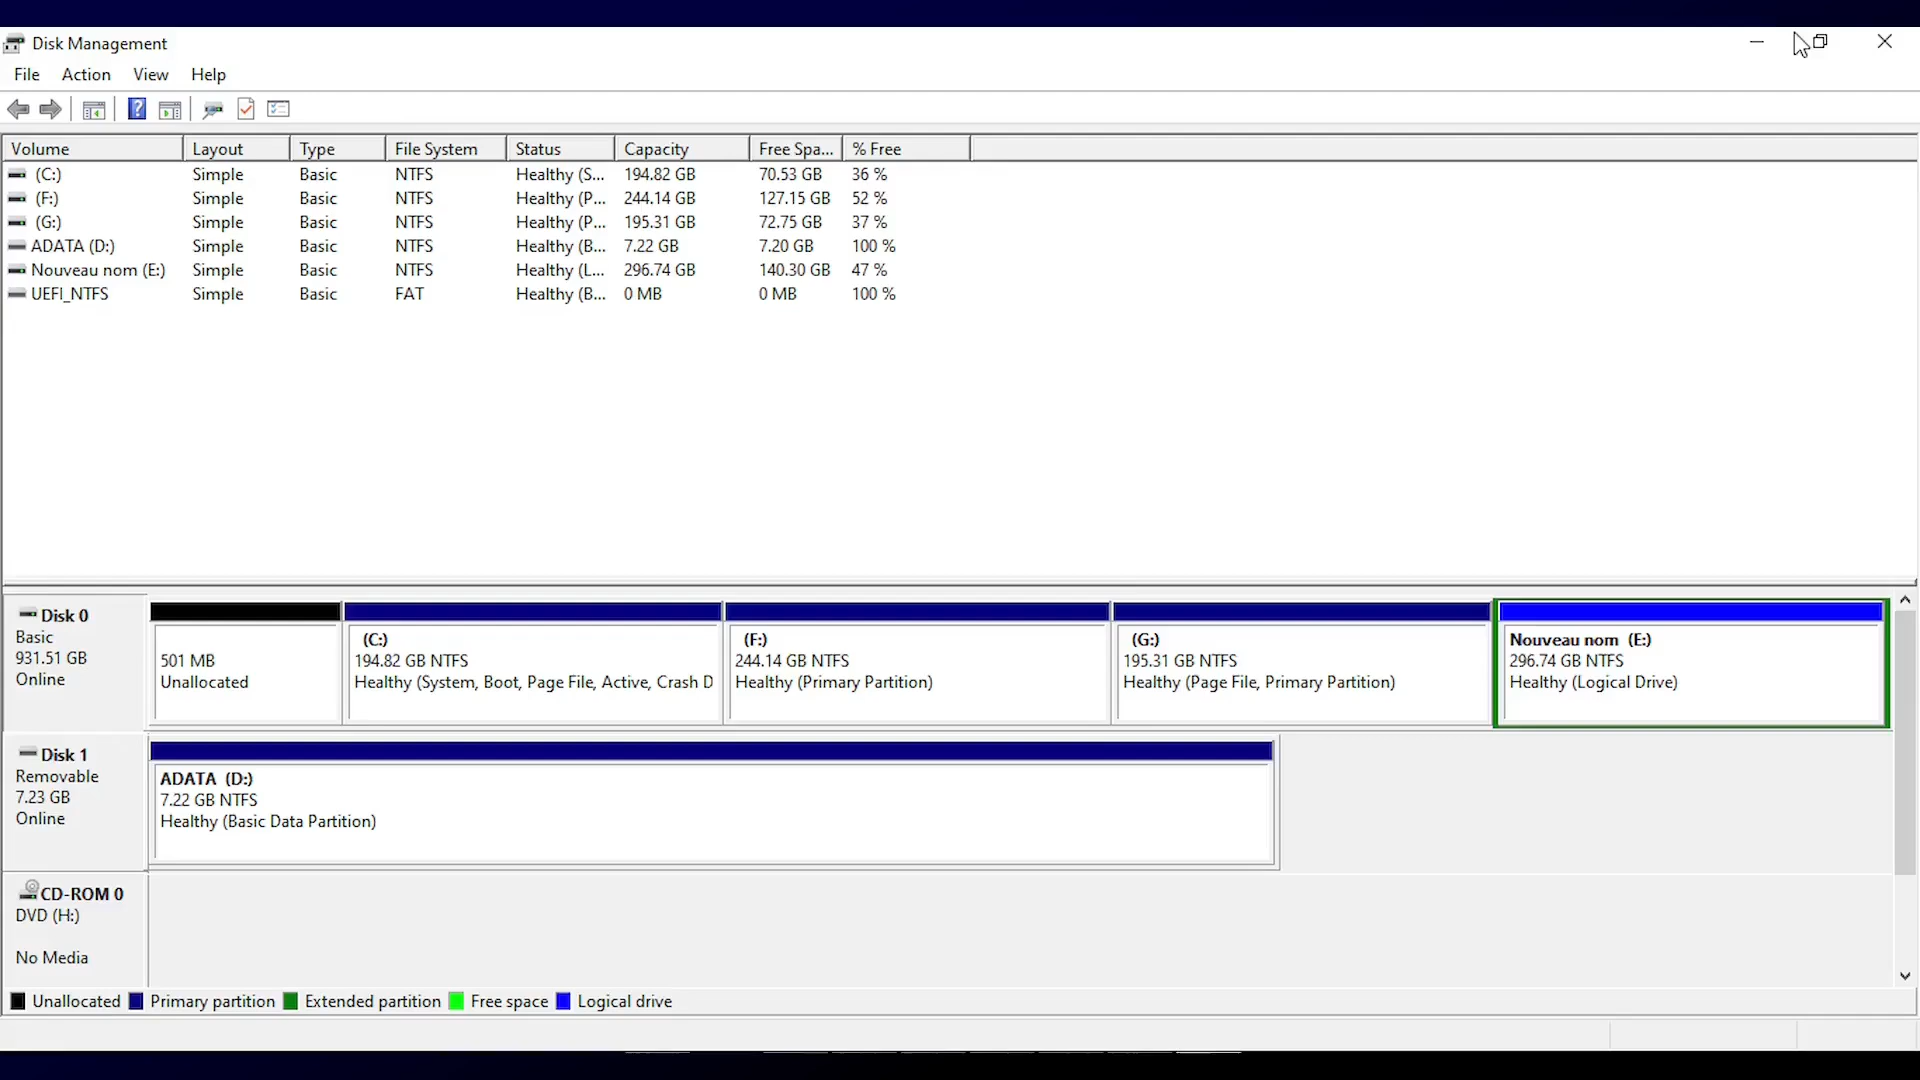 Disk Management
File Action View Help
Volume Layout Type File System Status Capacity Free Spa... % Free
(C:) Simple Basic NTFS Healthy (S... 194.82 GB 70.53 GB 36 %
(F:) Simple Basic NTFS Healthy (P... 244.14 GB 127.15 GB 52 %
(G:) Simple Basic NTFS Healthy (P... 195.31 GB 72.75 GB 37 %
ADATA (D:) Simple Basic NTFS Healthy (B... 7.22 GB 7.20 GB 100 %
Nouveau nom (E:) Simple Basic NTFS Healthy (L... 296.74 GB 140.30 GB 47 %
UEFI_NTFS Simple Basic FAT Healthy (B... 0 MB 0 MB 100 %
Disk 0
Basic
931.51 GB
Online
501 MB
Unallocated
(C:)
194.82 GB NTFS
Healthy (System, Boot, Page File, Active, Crash D
(F:)
244.14 GB NTFS
Healthy (Primary Partition)
(G:)
195.31 GB NTFS
Healthy (Page File, Primary Partition)
Nouveau nom (E:)
296.74 GB NTFS
Healthy (Logical Drive)
Disk 1
Removable
7.23 GB
Online
ADATA (D:)
7.22 GB NTFS
Healthy (Basic Data Partition)
CD-ROM 0
DVD (H:)
No Media
Unallocated Primary partition Extended partition Free space Logical drive